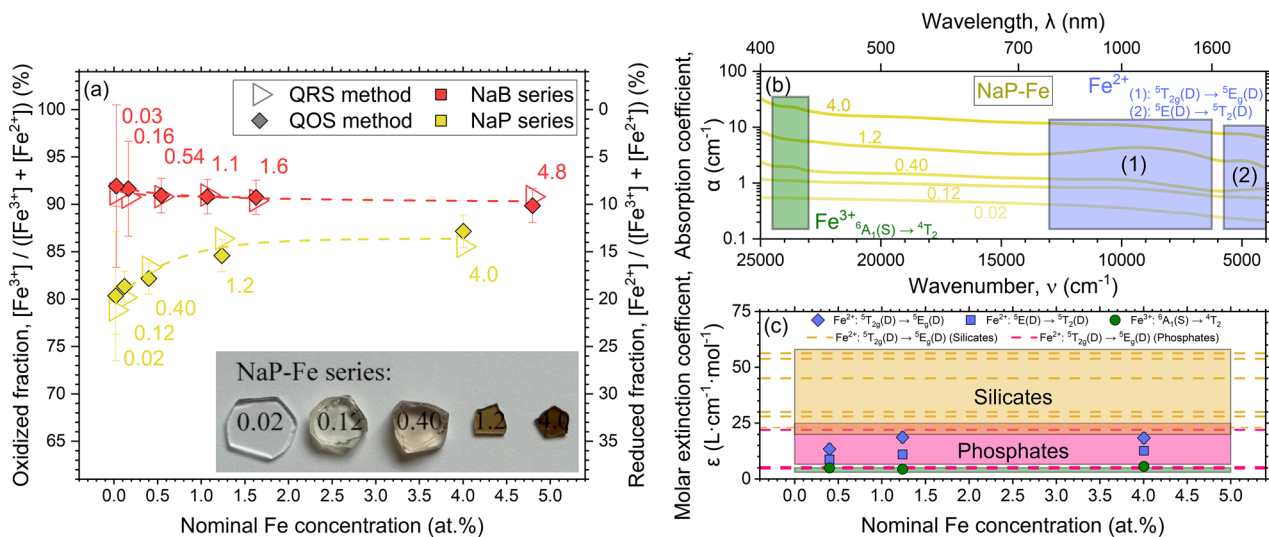 (a)
QRS method
NaB series
QOS method
NaP series
0.03
0.16
0.54
1.1
1.6
4.8
0.40
1.2
4.0
0.12
0.02
NaP-Fe series:
0.02
0.12
0.40
1.2
4.0
100
95
90
85
80
75
70
65
0
5
10
15
20
25
30
35
Oxidized fraction, [Fe³⁺] / ([Fe³⁺] + [Fe²⁺]) (%)
Reduced fraction, [Fe²⁺] / ([Fe³⁺] + [Fe²⁺]) (%)
0.0 0.5 1.0 1.5 2.0 2.5 3.0 3.5 4.0 4.5 5.0
Nominal Fe concentration (at.%)
Wavelength, λ (nm)
400 500 700 1000 1600
(b)
NaP-Fe
Fe²⁺
(1): ⁵T₂g(D) → ⁵Eg(D)
(2): ⁵E(D) → ⁵T₂(D)
4.0
1.2
0.40
0.12
0.02
(1)
(2)
Fe³⁺
⁶A₁(S) → ⁴T₂
100
10
1
0.1
Absorption coefficient,
α (cm⁻¹)
25000 20000 15000 10000 5000
Wavenumber, ν (cm⁻¹)
(c)
Fe²⁺: ⁵T₂g(D) → ⁵Eg(D)
Fe²⁺: ⁵E(D) → ⁵T₂(D)
Fe³⁺: ⁶A₁(S) → ⁴T₂
Fe²⁺: ⁵T₂g(D) → ⁵Eg(D) (Silicates)
Fe²⁺: ⁵T₂g(D) → ⁵Eg(D) (Phosphates)
Silicates
Phosphates
75
50
25
0
Molar extinction coefficent,
ε (L·cm⁻¹·mol⁻¹)
0.0 0.5 1.0 1.5 2.0 2.5 3.0 3.5 4.0 4.5 5.0
Nominal Fe concentration (at.%)